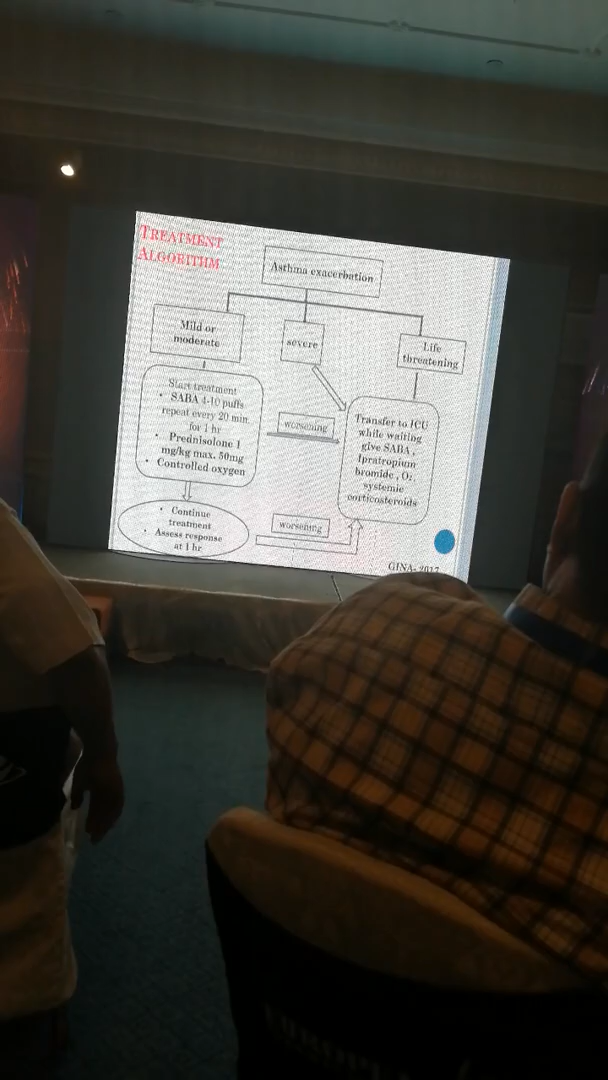 TREATMENT
ALGORITHM
Asthma exacerbation
Mild or
moderate
severe
Life
threatening
Start treatment
• SABA 4-10 puffs
repeat every 20 min.
for 1 hr
• Prednisolone 1
mg/kg max. 50mg
• Controlled oxygen
worsening
Transfer to ICU
while waiting
give SABA ,
Ipratropium
bromide , O₂
systemic
corticosteroids
• Continue
treatment
• Assess response
at 1 hr
worsening
GINA- 2017